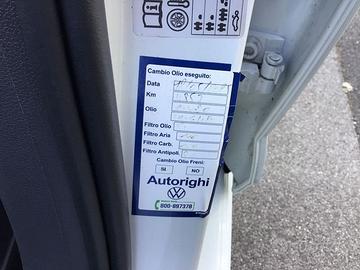 Cambio Olio eseguito:
Data
Km
Olio
Filtro Olio
Filtro Aria
Filtro Carb.
Filtro Antipoll.
Cambio Olio Freni:
SI NO
Autorighi
800-897378